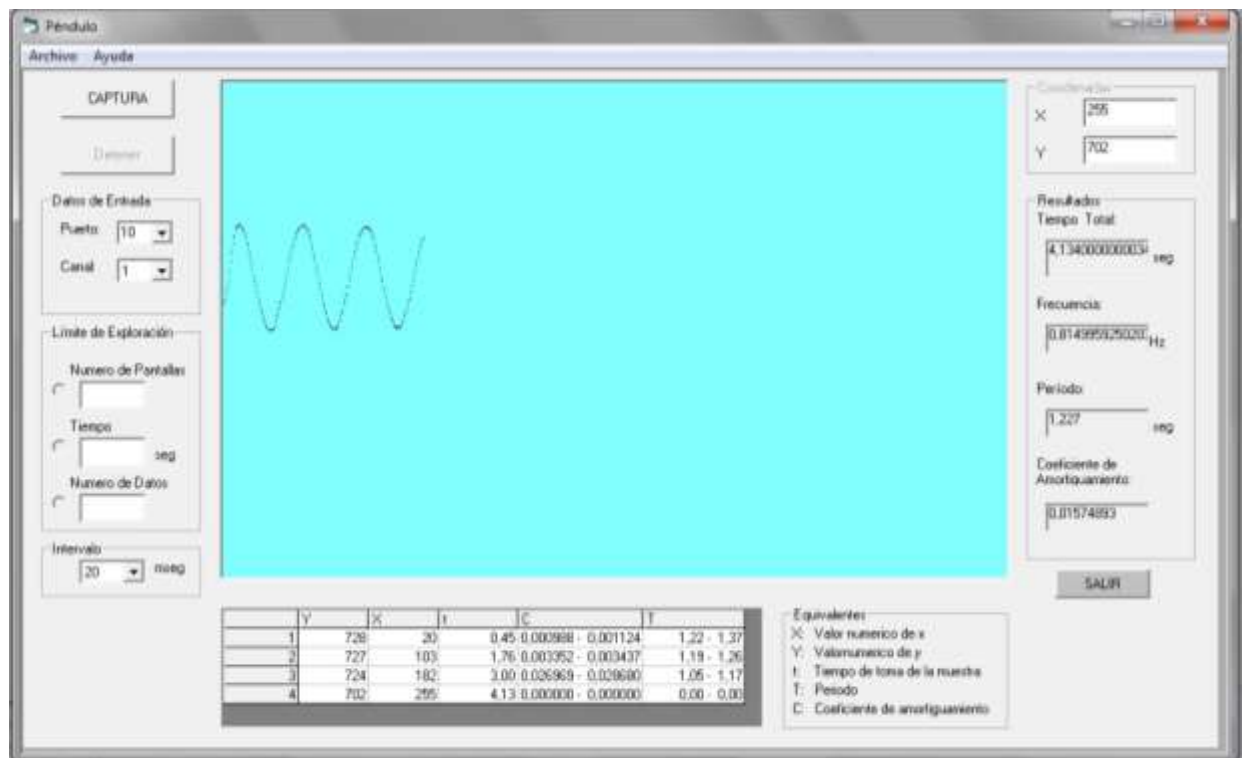 Péndulo
Archivo Ayuda
CAPTURA
Detener
Datos de Entrada
Puerto: 10
Canal 1
Límite de Exploración
Numero de Pantallas
Tiempo
seg
Numero de Datos
Intervalo
20 mseg
Coordenadas
X 255
Y 702
Resultados
Tiempo Total:
4,134000000003 seg
Frecuencia:
0,814995925020 Hz
Período:
1,227 seg
Coeficiente de
Amortiguamiento:
0,01574893
SALIR
Y X t C T
1 728 20 0,45 0,000988 - 0,001124 1,22 - 1,37
2 727 103 1,76 0,003352 - 0,003437 1,19 - 1,26
3 724 182 3,00 0,026969 - 0,028680 1,05 - 1,17
4 702 255 4,13 0,000000 - 0,000000 0,00 - 0,00
Equivalentes
X: Valor numerico de x
Y: Valornumerico de y
t: Tiempo de toma de la muestra
T: Periodo
C: Coeficiente de amortiguamiento